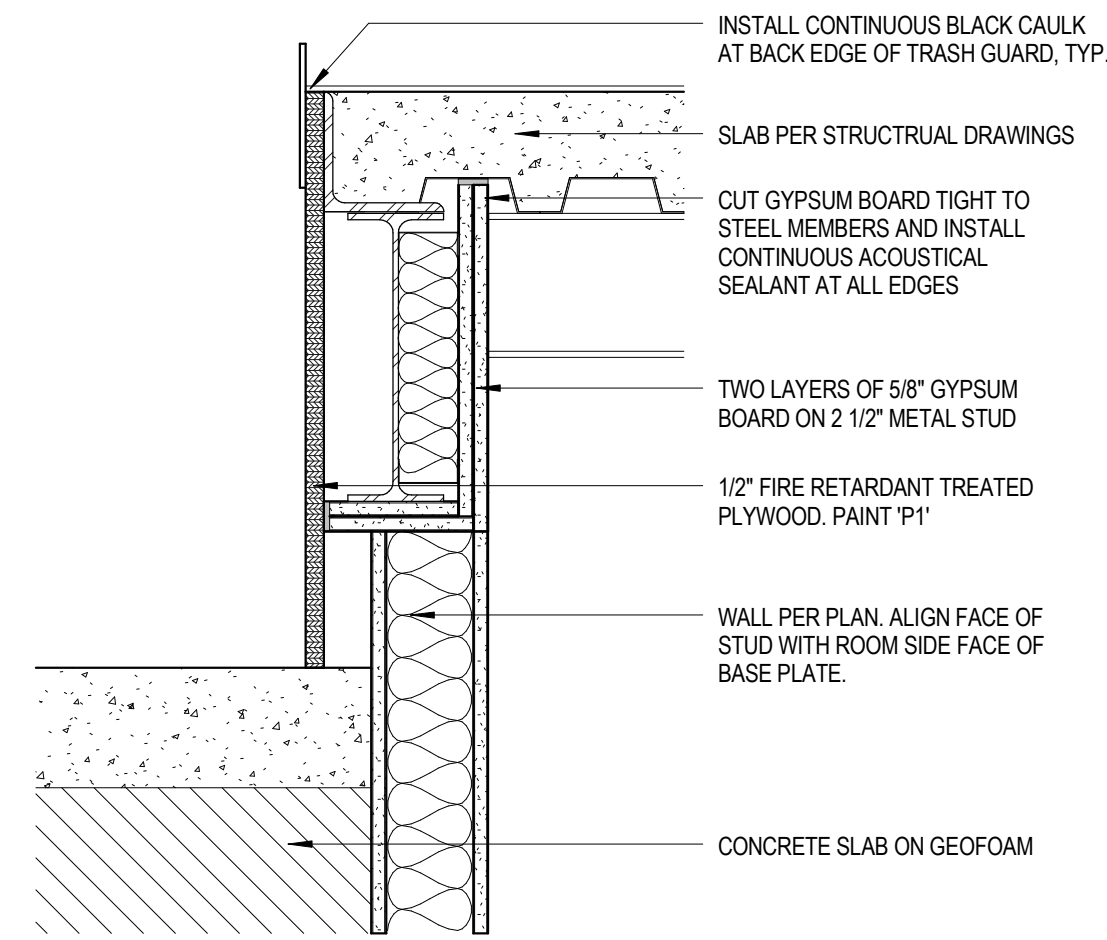 INSTALL CONTINUOUS BLACK CAULK
AT BACK EDGE OF TRASH GUARD, TYP.
SLAB PER STRUCTRUAL DRAWINGS
CUT GYPSUM BOARD TIGHT TO
STEEL MEMBERS AND INSTALL
CONTINUOUS ACOUSTICAL
SEALANT AT ALL EDGES
TWO LAYERS OF 5/8" GYPSUM
BOARD ON 2 1/2" METAL STUD
1/2" FIRE RETARDANT TREATED
PLYWOOD. PAINT 'P1'
WALL PER PLAN. ALIGN FACE OF
STUD WITH ROOM SIDE FACE OF
BASE PLATE.
CONCRETE SLAB ON GEOFOAM